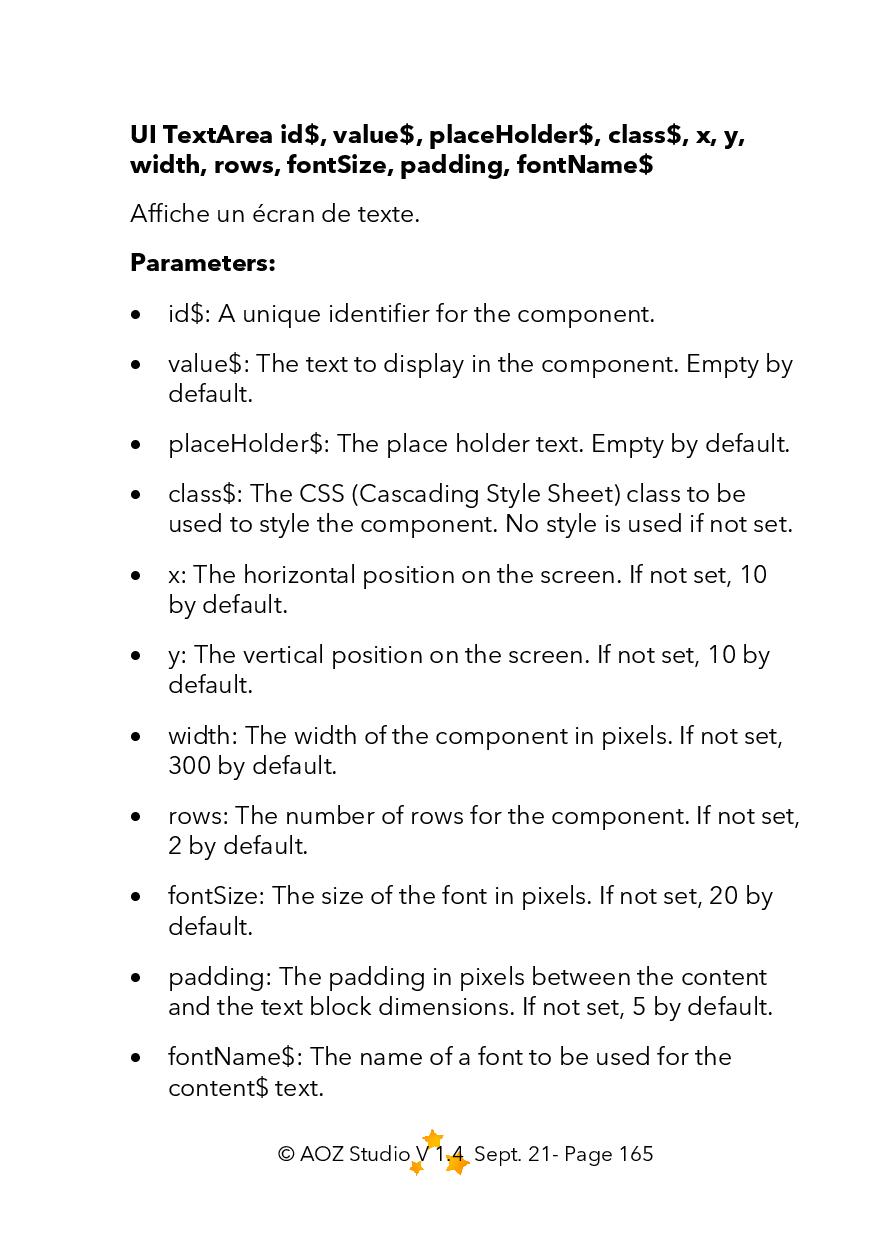 UI TextArea id$, value$, placeHolder$, class$, x, y,
width, rows, fontSize, padding, fontName$
Affiche un écran de texte.
Parameters:
• id$: A unique identifier for the component.
• value$: The text to display in the component. Empty by
default.
• placeHolder$: The place holder text. Empty by default.
• class$: The CSS (Cascading Style Sheet) class to be
used to style the component. No style is used if not set.
• x: The horizontal position on the screen. If not set, 10
by default.
• y: The vertical position on the screen. If not set, 10 by
default.
• width: The width of the component in pixels. If not set,
300 by default.
• rows: The number of rows for the component. If not set,
2 by default.
• fontSize: The size of the font in pixels. If not set, 20 by
default.
• padding: The padding in pixels between the content
and the text block dimensions. If not set, 5 by default.
• fontName$: The name of a font to be used for the
content$ text.
© AOZ Studio V 1.4 Sept. 21- Page 165